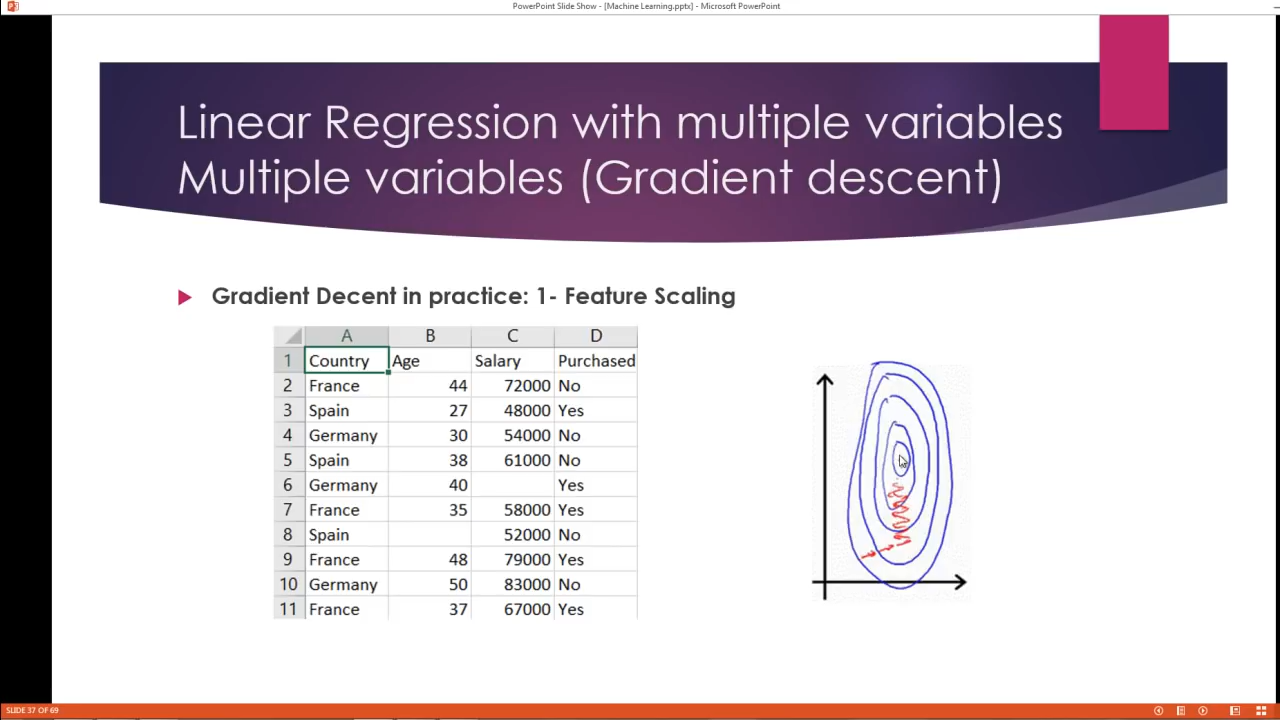 PowerPoint Slide Show - [Machine Learning.pptx] - Microsoft PowerPoint
Linear Regression with multiple variables
Multiple variables (Gradient descent)
Gradient Decent in practice: 1- Feature Scaling
A B C D
1 Country Age Salary Purchased
2 France 44 72000 No
3 Spain 27 48000 Yes
4 Germany 30 54000 No
5 Spain 38 61000 No
6 Germany 40 Yes
7 France 35 58000 Yes
8 Spain 52000 No
9 France 48 79000 Yes
10 Germany 50 83000 No
11 France 37 67000 Yes
SLIDE 37 OF 69